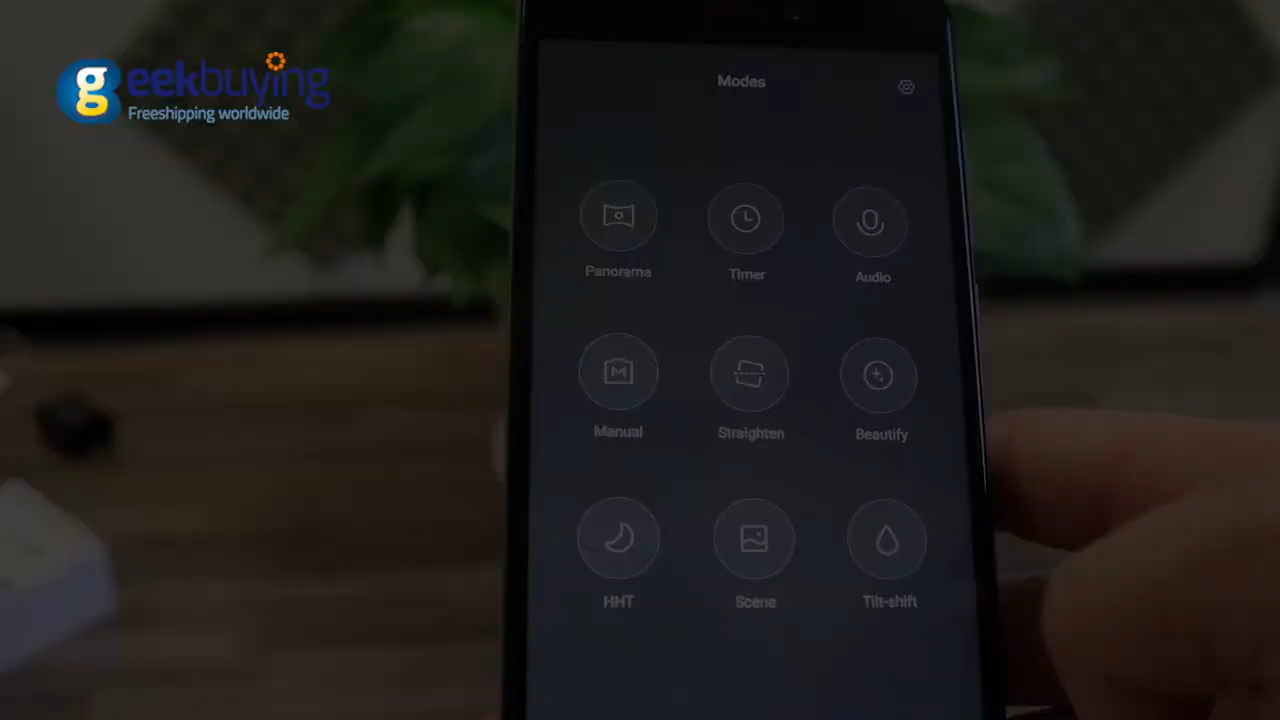 geekbuying
Freeshipping worldwide
Modes
Panorama
Timer
Audio
Manual
Straighten
Beautify
HHT
Scene
Tilt-shift